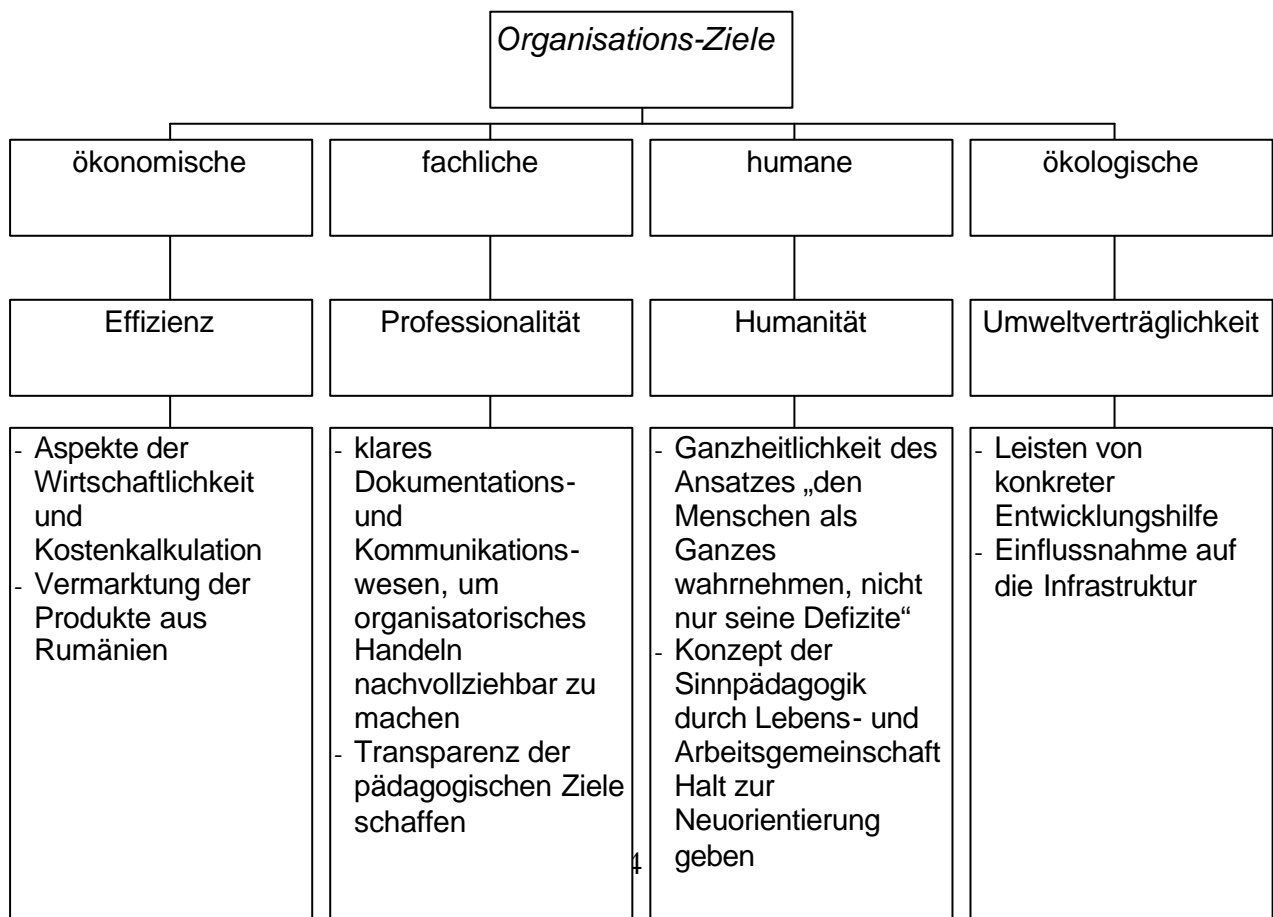 Organisations-Ziele
ökonomische
fachliche
humane
ökologische
Effizienz
Professionalität
Humanität
Umweltverträglichkeit
- Aspekte der
Wirtschaftlichkeit
und
Kostenkalkulation
- Vermarktung der
Produkte aus
Rumänien
- klares
Dokumentations-
und
Kommunikations-
wesen, um
organisatorisches
Handeln
nachvollziehbar zu
machen
- Transparenz der
pädagogischen Ziele
schaffen
- Ganzheitlichkeit des
Ansatzes „den
Menschen als
Ganzes
wahrnehmen, nicht
nur seine Defizite“
- Konzept der
Sinnpädagogik
durch Lebens- und
Arbeitsgemeinschaft
Halt zur
Neuorientierung
geben
- Leisten von
konkreter
Entwicklungshilfe
- Einflussnahme auf
die Infrastruktur
4